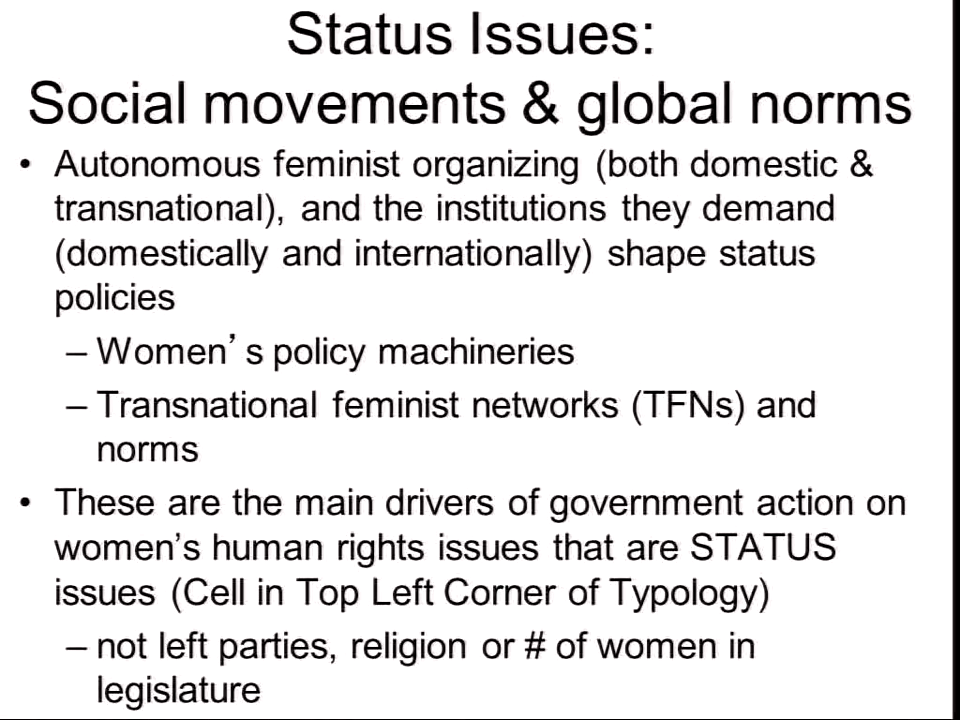 Status Issues:
Social movements & global norms
• Autonomous feminist organizing (both domestic &
transnational), and the institutions they demand
(domestically and internationally) shape status
policies
– Women’s policy machineries
– Transnational feminist networks (TFNs) and
norms
• These are the main drivers of government action on
women’s human rights issues that are STATUS
issues (Cell in Top Left Corner of Typology)
– not left parties, religion or # of women in
legislature